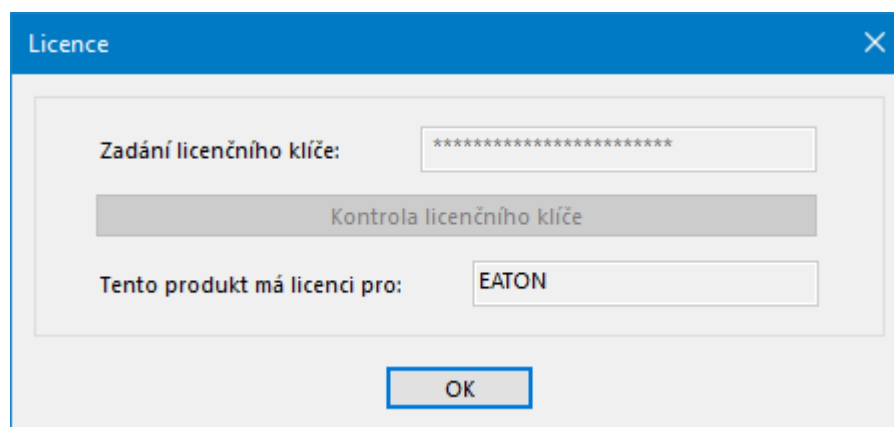 Licence
Zadání licenčního klíče: ************************
Kontrola licenčního klíče
Tento produkt má licenci pro: EATON
OK